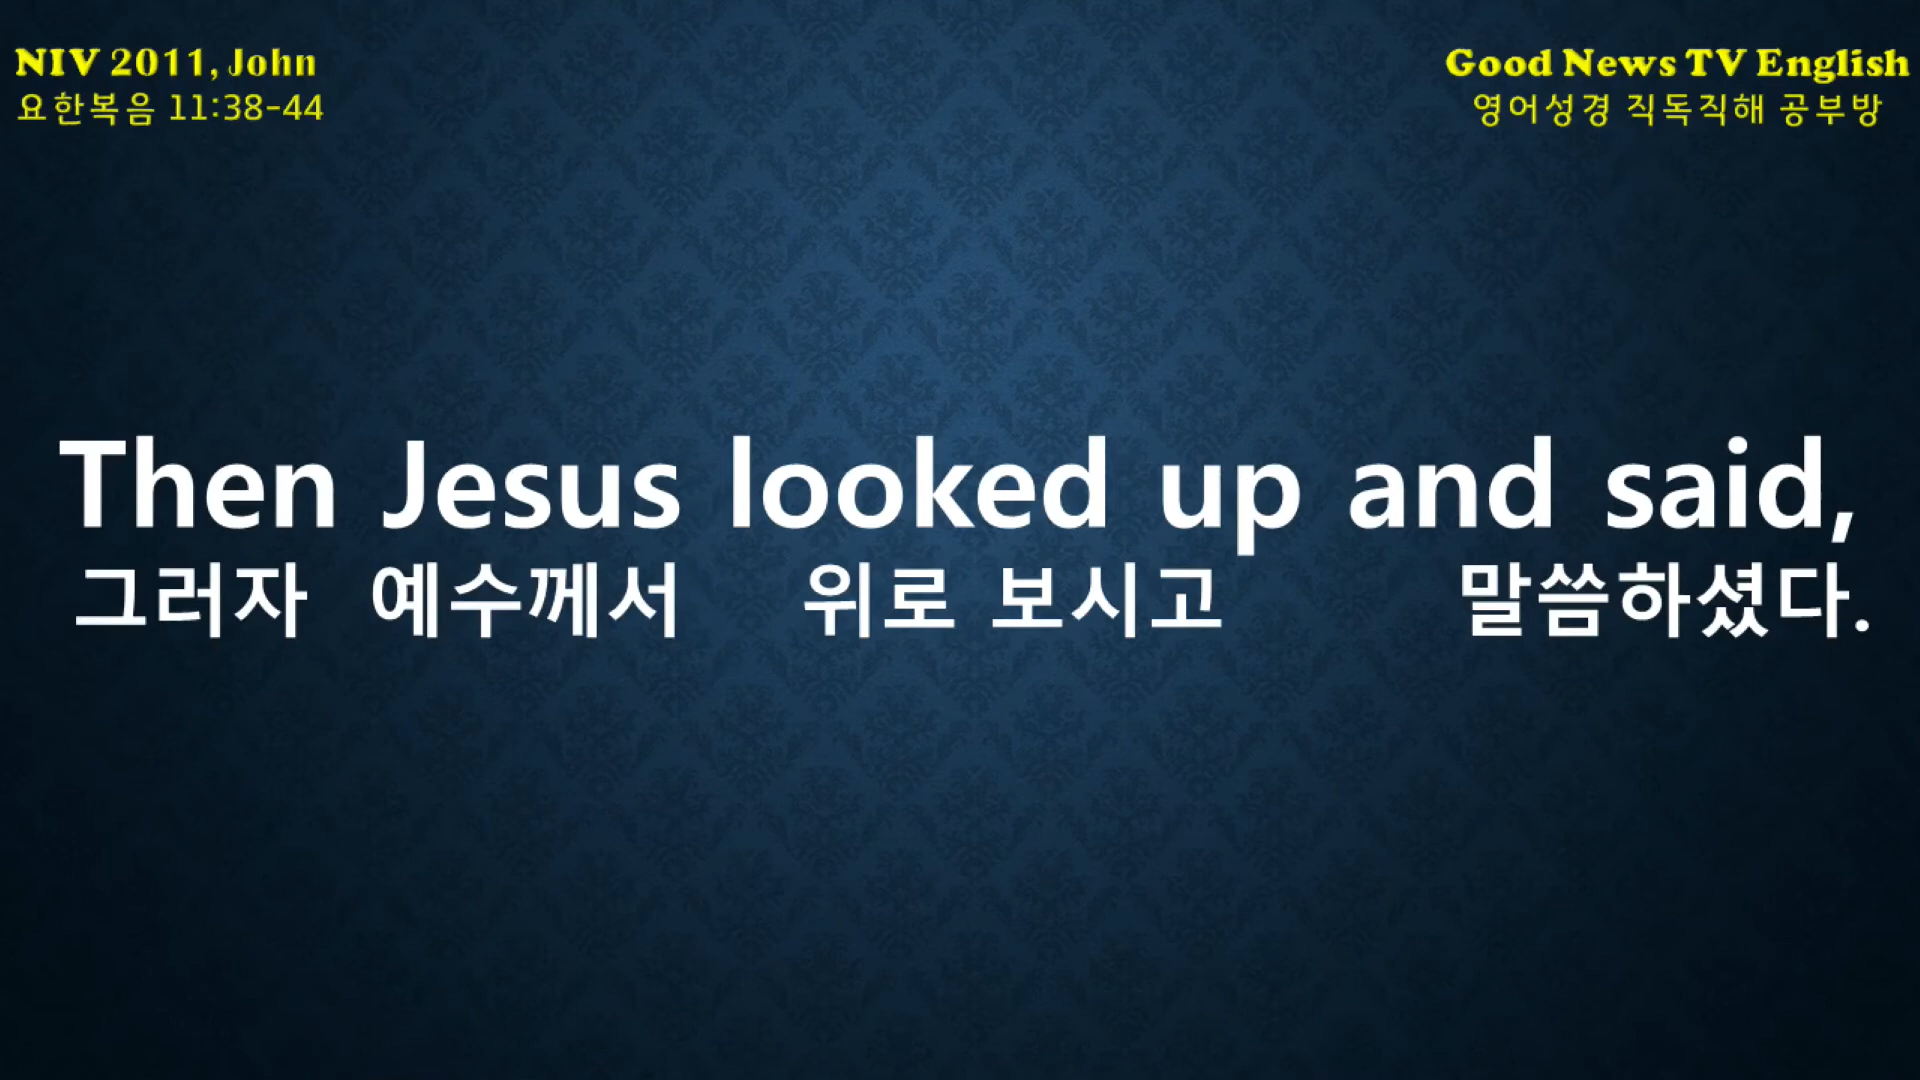 NIV 2011, John
요한복음 11:38-44
Good News TV English
영어성경 직독직해 공부방
Then Jesus looked up and said,
그러자 예수께서 위로 보시고 말씀하셨다.